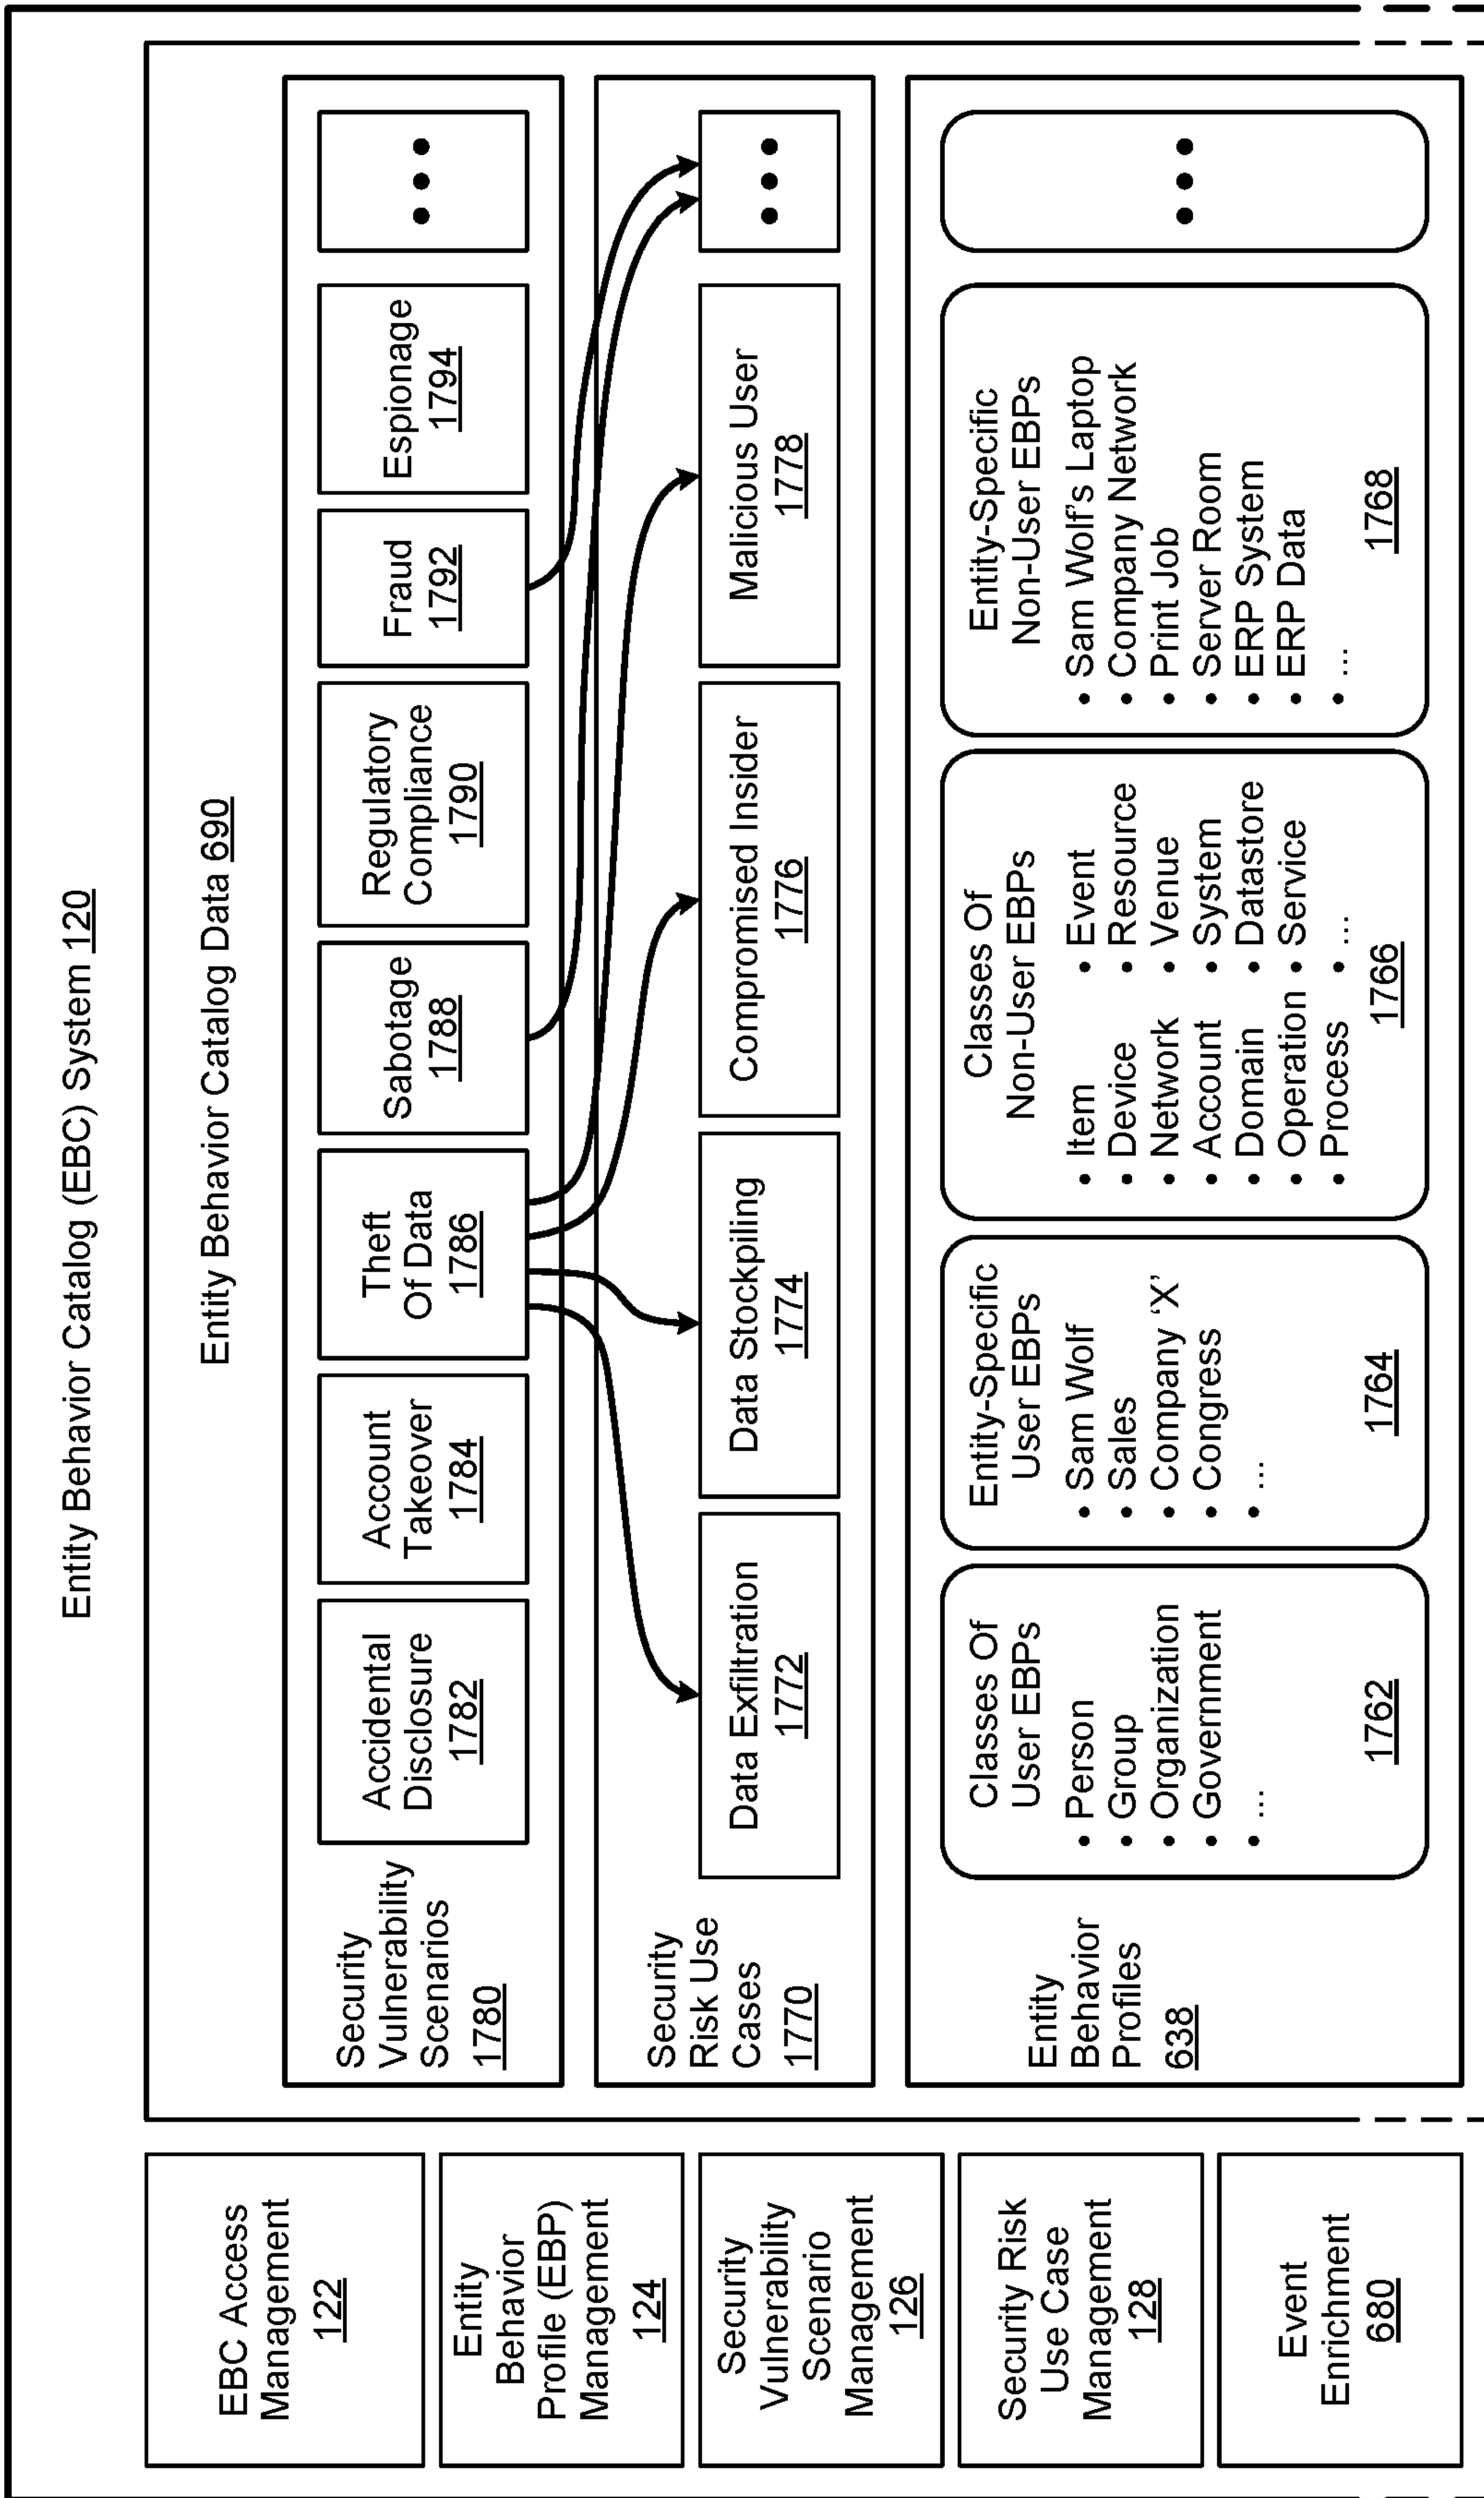 Entity Behavior Catalog (EBC) System 120
EBC Access
Management
122
Entity
Behavior
Profile (EBP)
Management
124
Security
Vulnerability
Scenario
Management
126
Security Risk
Use Case
Management
128
Event
Enrichment
680
Entity Behavior Catalog Data 690
Security
Vulnerability
Scenarios
1780
Accidental
Disclosure
1782
Account
Takeover
1784
Theft
Of Data
1786
Sabotage
1788
Regulatory
Compliance
1790
Fraud
1792
Espionage
1794
•••
Security
Risk Use
Cases
1770
Data Exfiltration
1772
Data Stockpiling
1774
Compromised Insider
1776
Malicious User
1778
•••
Entity
Behavior
Profiles
638
Classes Of
User EBPs
• Person
• Group
• Organization
• Government
• ...
1762
Entity-Specific
User EBPs
• Sam Wolf
• Sales
• Company ‘X’
• Congress
• ...
1764
Classes Of
Non-User EBPs
• Item • Event
• Device • Resource
• Network • Venue
• Account • System
• Domain • Datastore
• Operation • Service
• Process • ...
1766
Entity-Specific
Non-User EBPs
• Sam Wolf's Laptop
• Company Network
• Print Job
• Server Room
• ERP System
• ERP Data
• ...
1768
•••